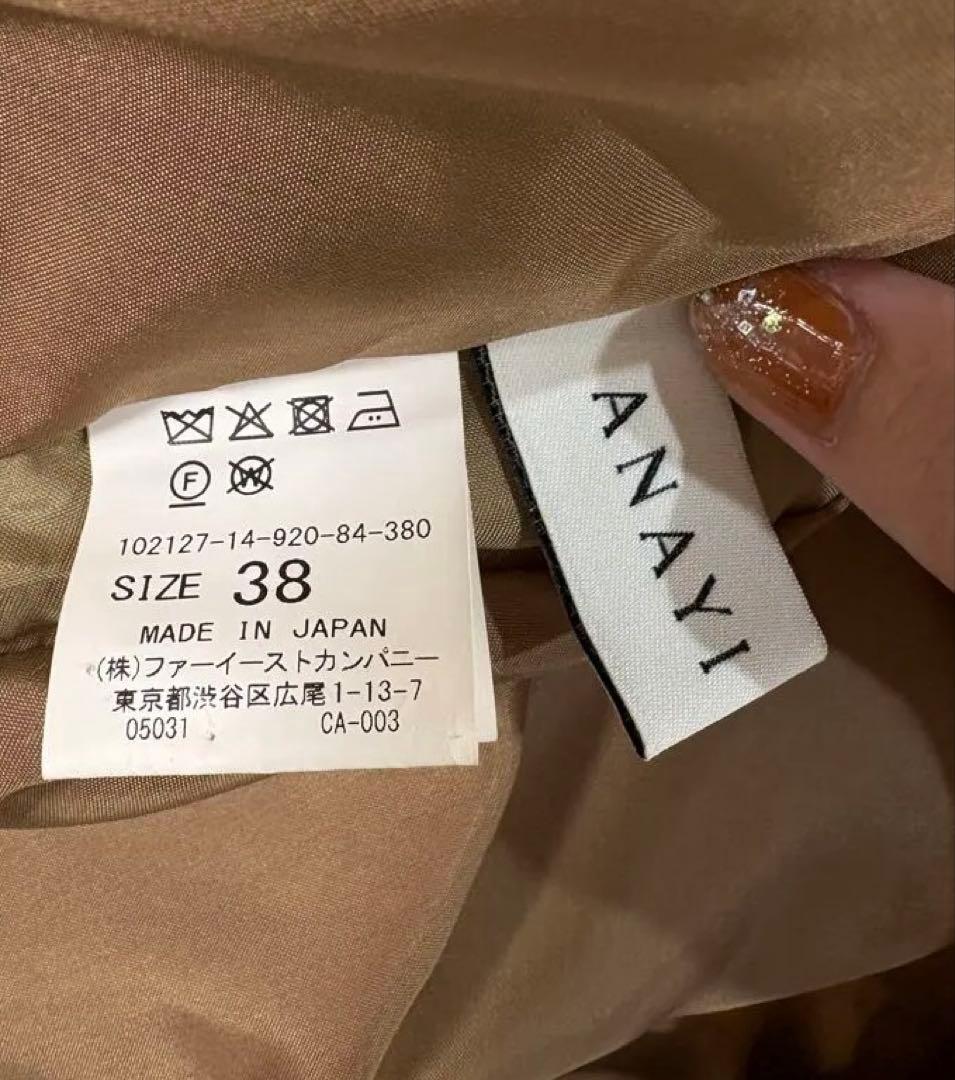 F W
102127-14-920-84-380
SIZE 38
MADE IN JAPAN
(株)ファーイーストカンパニー
東京都渋谷区広尾1-13-7
05031 CA-003
ANAYI